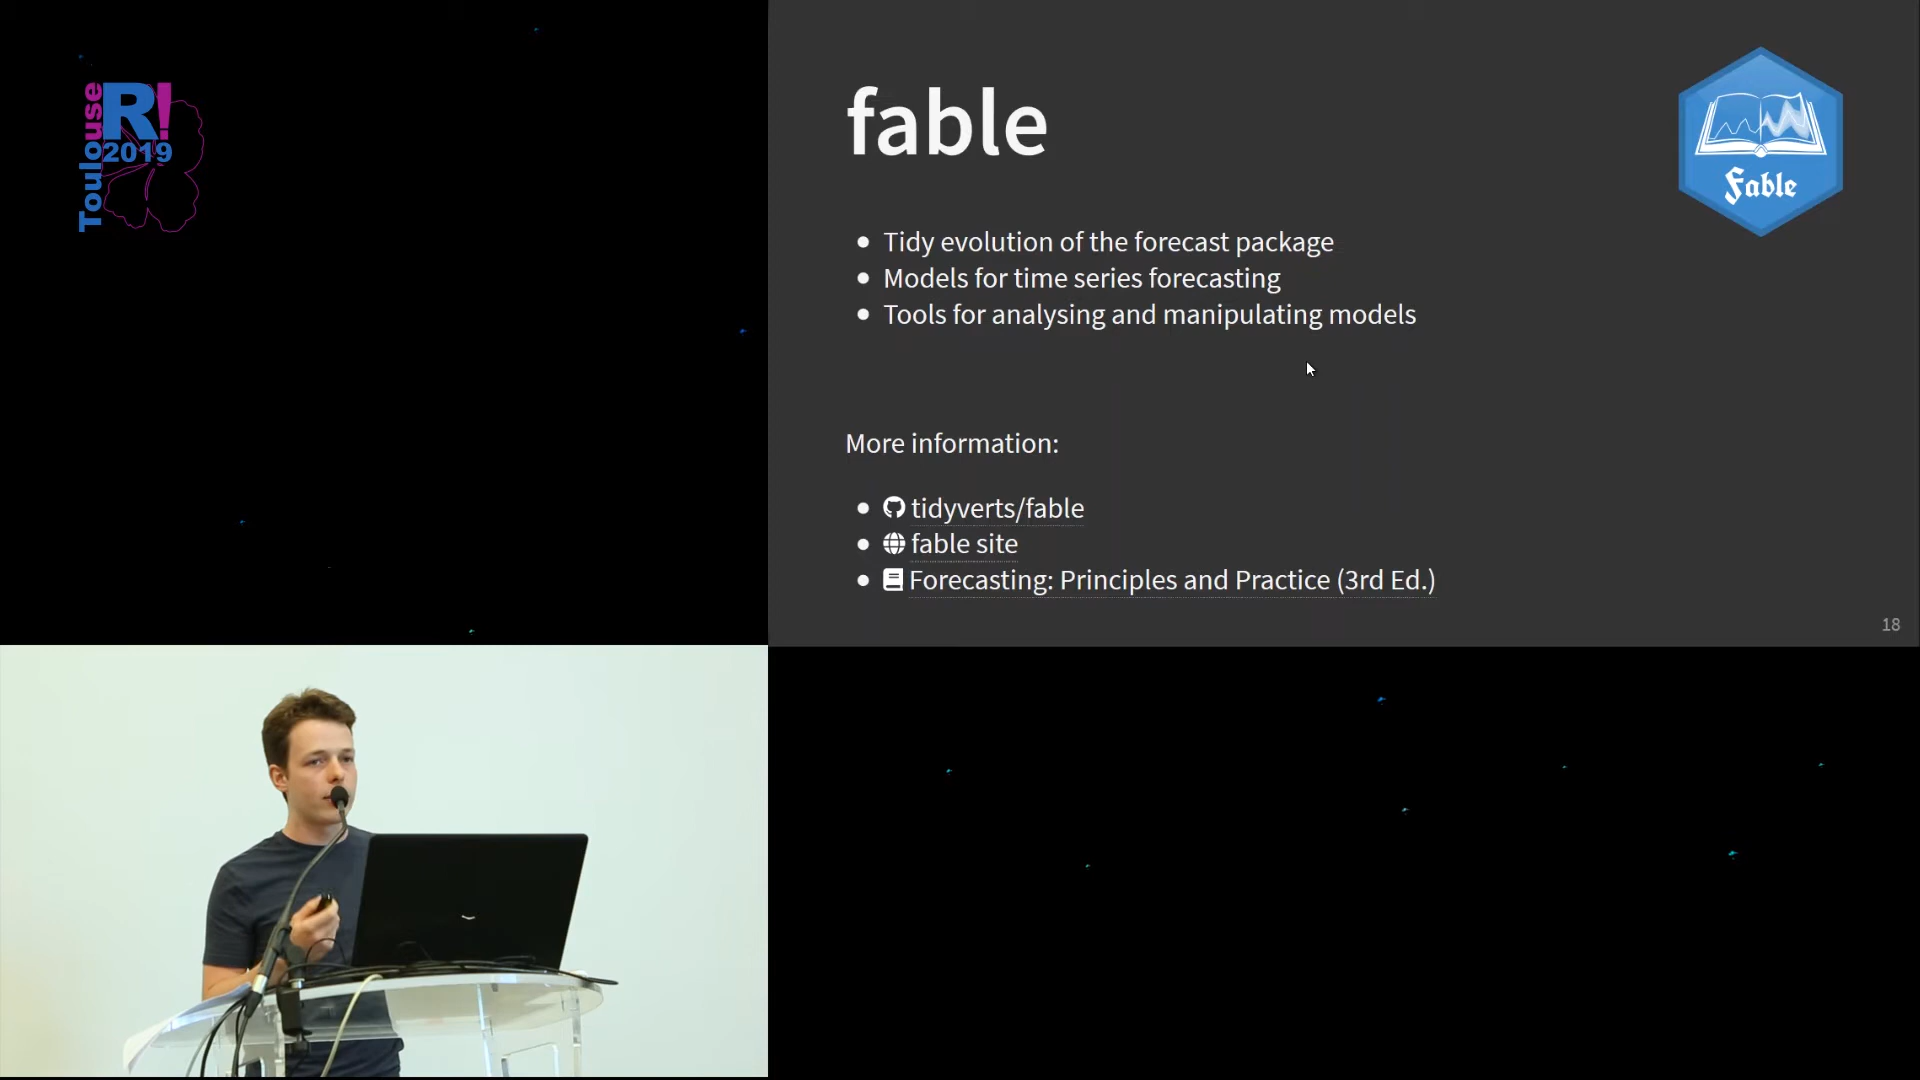 Toulouse
R!
2019
fable
Fable
Tidy evolution of the forecast package
Models for time series forecasting
Tools for analysing and manipulating models
More information:
tidyverts/fable
fable site
Forecasting: Principles and Practice (3rd Ed.)
18